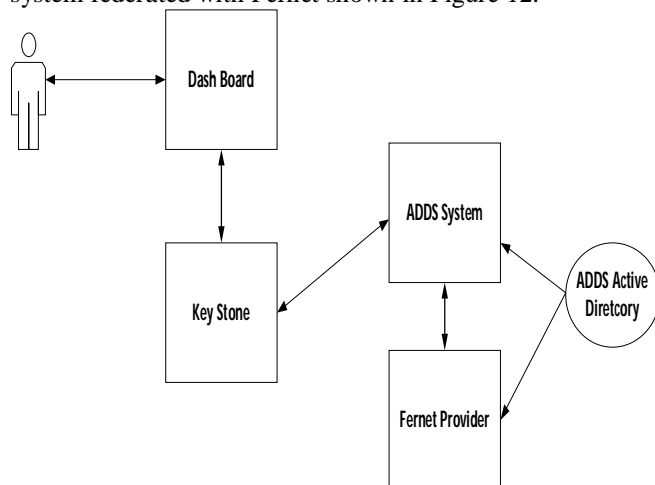 system federated with Fernet shown in Figure 12.
Dash Board
ADDS System
ADDS Active
Diretcory
Key Stone
Fernet Provider